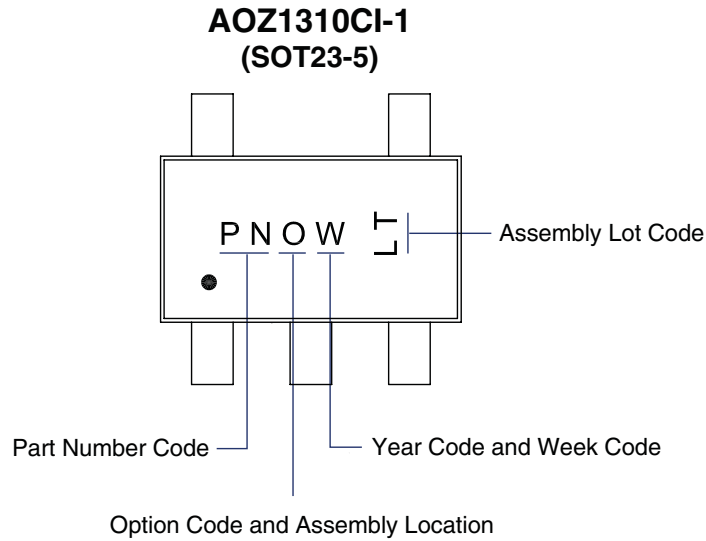 AOZ1310CI-1
(SOT23-5)
P N O W
LT
Assembly Lot Code
Part Number Code
Year Code and Week Code
Option Code and Assembly Location